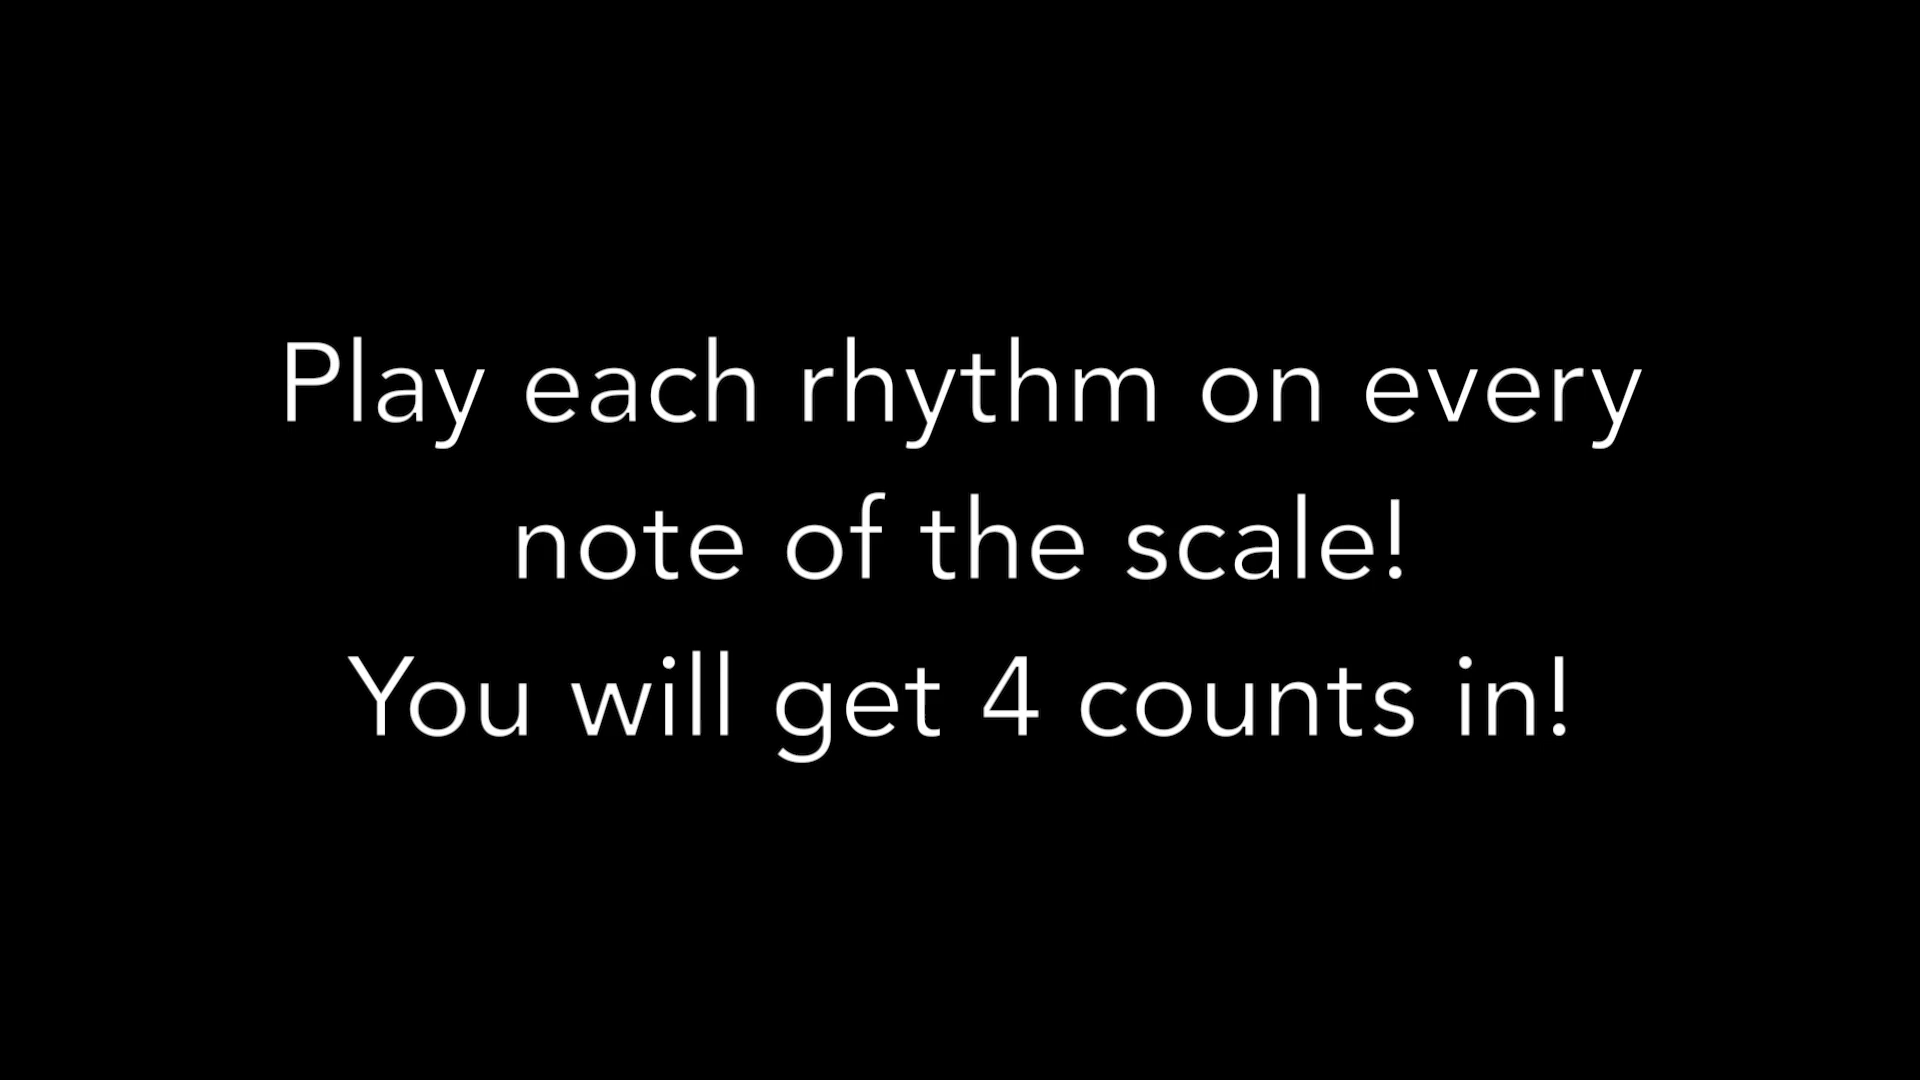 Play each rhythm on every
note of the scale!
You will get 4 counts in!